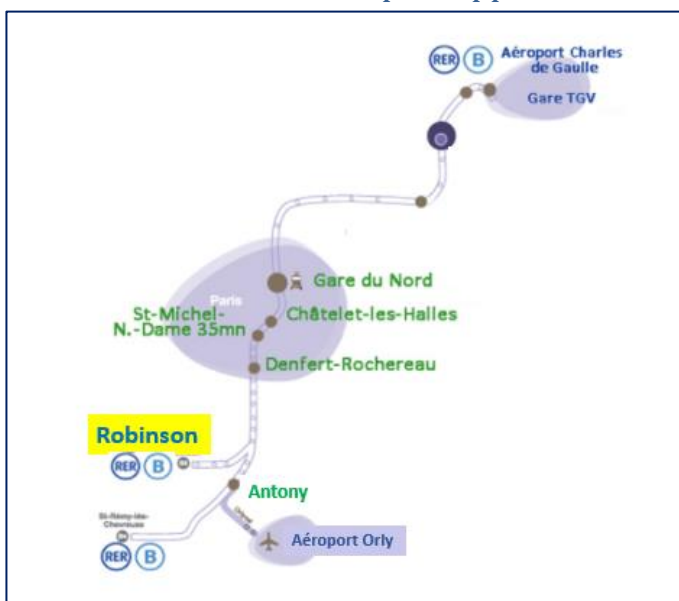 RER B Aéroport Charles
de Gaulle
Gare TGV
Gare du Nord
Paris
St-Michel-
N.-Dame 35mn
Châtelet-les-Halles
Denfert-Rochereau
Robinson
RER B
Antony
St-Rémy-lès-
Chevreuse
Orlyval
RER B
Aéroport Orly